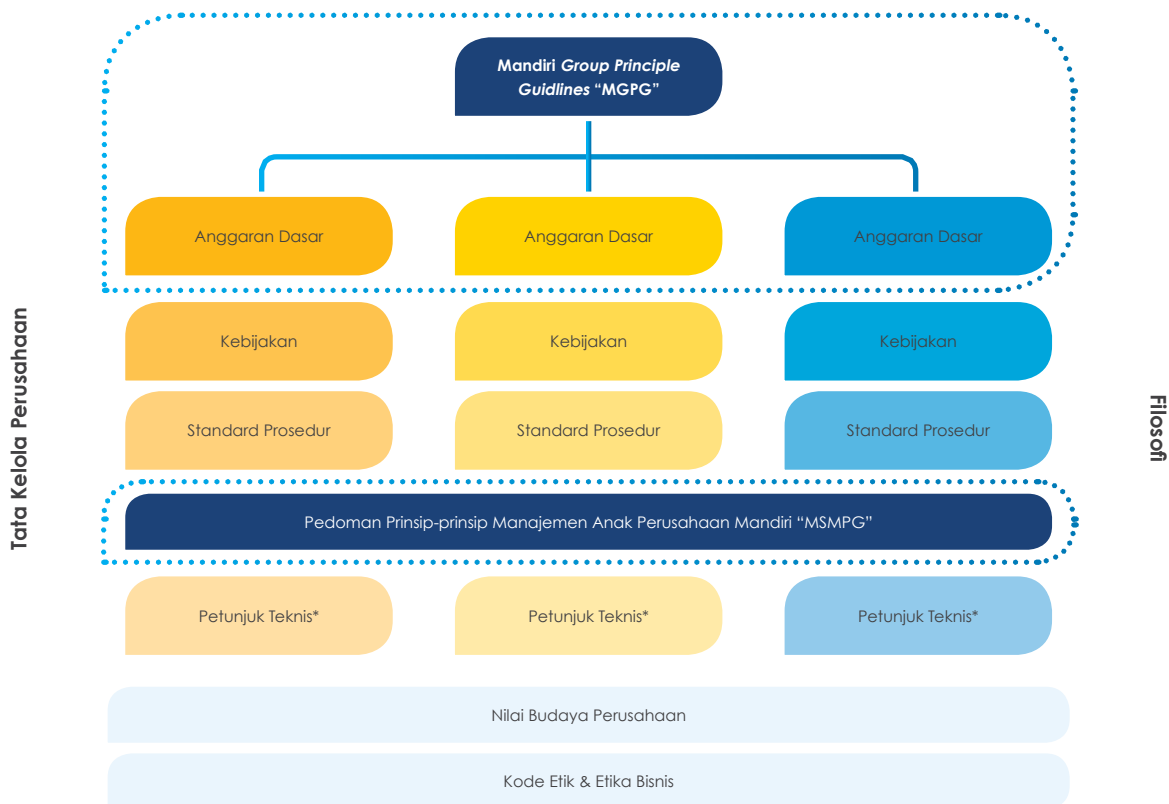 Mandiri Group Principle
Guidlines “MGPG”
Anggaran Dasar
Anggaran Dasar
Anggaran Dasar
Tata Kelola Perusahaan
Kebijakan
Kebijakan
Kebijakan
Filosofi
Standard Prosedur
Standard Prosedur
Standard Prosedur
Pedoman Prinsip-prinsip Manajemen Anak Perusahaan Mandiri “MSMPG”
Petunjuk Teknis*
Petunjuk Teknis*
Petunjuk Teknis*
Nilai Budaya Perusahaan
Kode Etik & Etika Bisnis